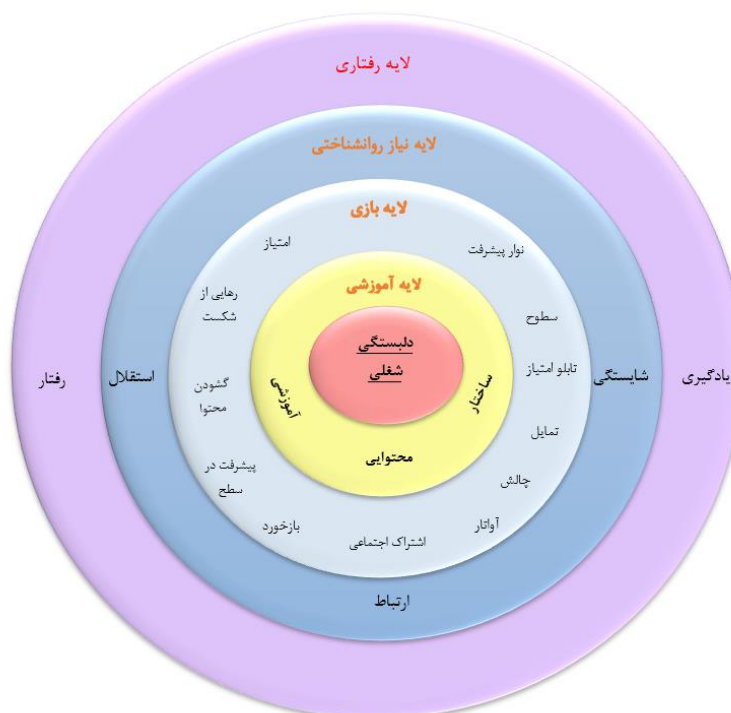 لایه رفتاری
لایه نیاز روانشناختی
لایه بازی
امتیاز
نوار پیشرفت
لایه آموزشی
رهایی از
شکست
سطوح
دلبستگی
شغلی
تابلو امتیاز
یادگیری
شایستگی
ساختار
آموزشی
گشودن
محتوا
استقلال
رفتار
تمایل
محتوایی
پیشرفت در
سطح
چالش
آواتار
بازخورد
اشتراک اجتماعی
ارتباط